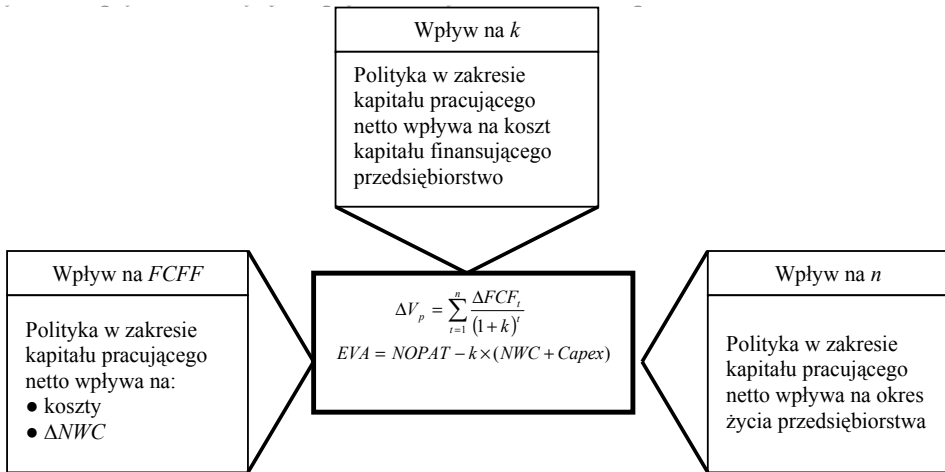 Wpływ na k
Polityka w zakresie
kapitału pracującego
netto wpływa na koszt
kapitału finansującego
przedsiębiorstwo
Wpływ na FCFF
Polityka w zakresie
kapitału pracującego
netto wpływa na:
● koszty
● ΔNWC
ΔV_p = ∑_{t=1}^{n} ΔFCF_t / (1 + k)^t
EVA = NOPAT − k × (NWC + Capex)
Wpływ na n
Polityka w zakresie
kapitału pracującego
netto wpływa na okres
życia przedsiębiorstwa